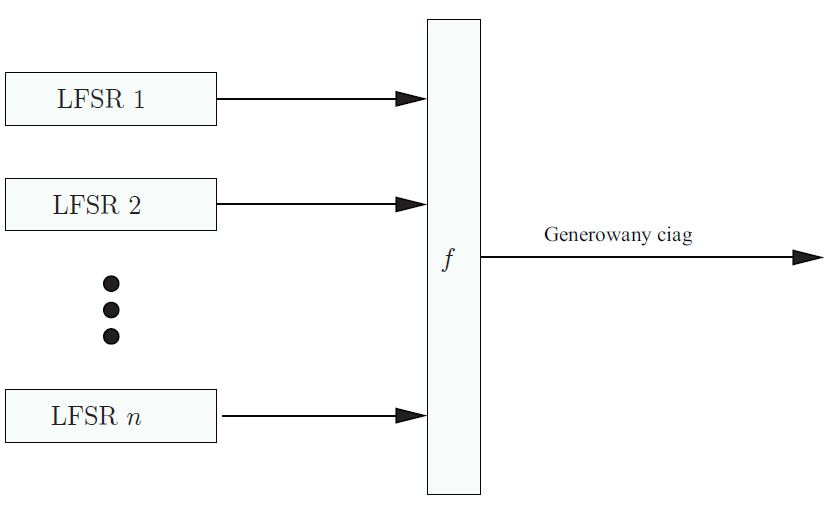 LFSR 1
LFSR 2
f
Generowany ciag
LFSR n